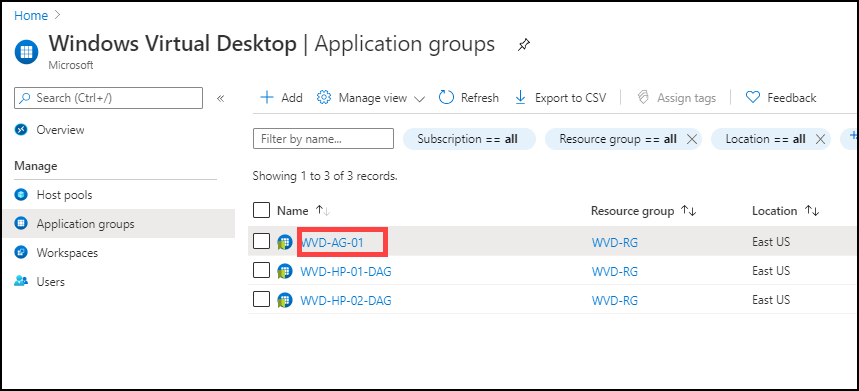 Home >
Windows Virtual Desktop | Application groups
Microsoft
Search (Ctrl+/) «
Overview
Manage
Host pools
Application groups
Workspaces
Users
+ Add Manage view Refresh Export to CSV Assign tags Feedback
Filter by name... Subscription == all Resource group == all × Location == all ×
Showing 1 to 3 of 3 records.
Name ↑↓ Resource group ↑↓ Location ↑↓
WVD-AG-01 WVD-RG East US
WVD-HP-01-DAG WVD-RG East US
WVD-HP-02-DAG WVD-RG East US